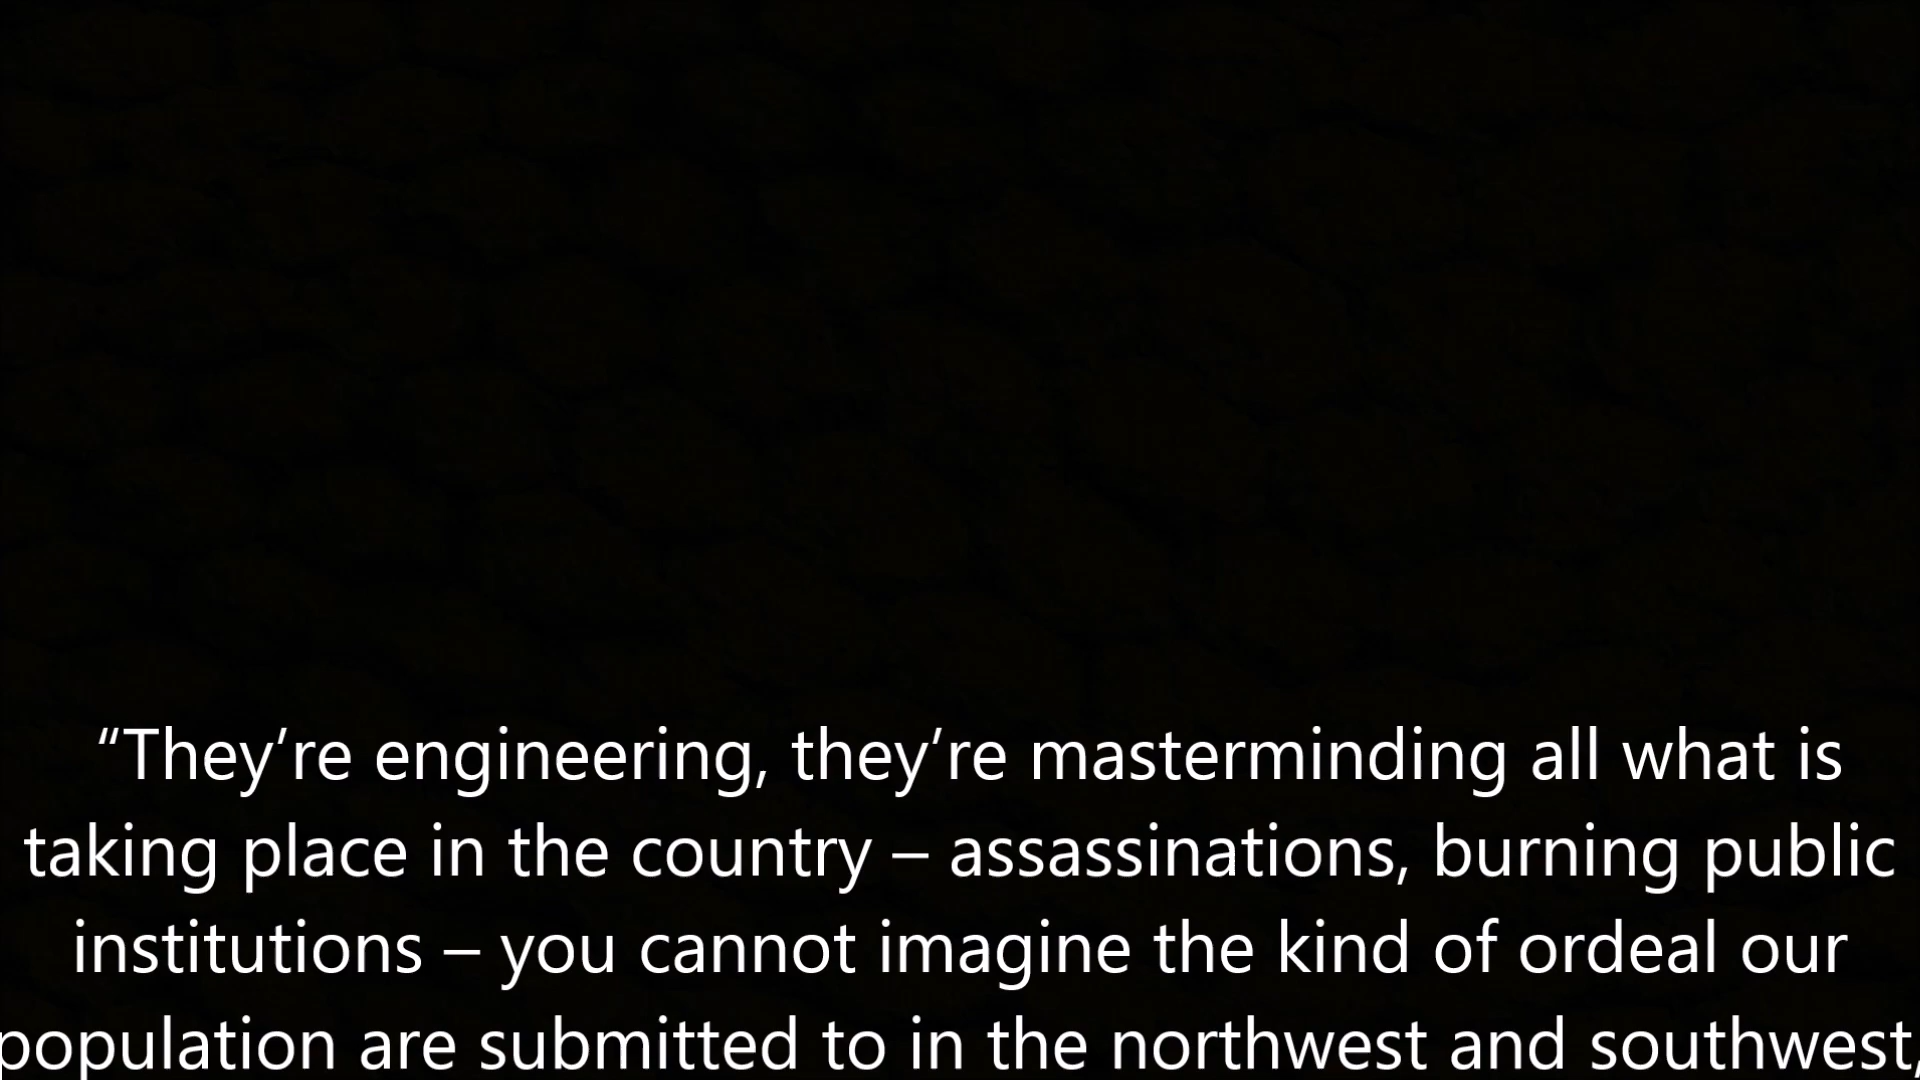 “They’re engineering, they’re masterminding all what is
taking place in the country – assassinations, burning public
institutions – you cannot imagine the kind of ordeal our
population are submitted to in the northwest and southwest,